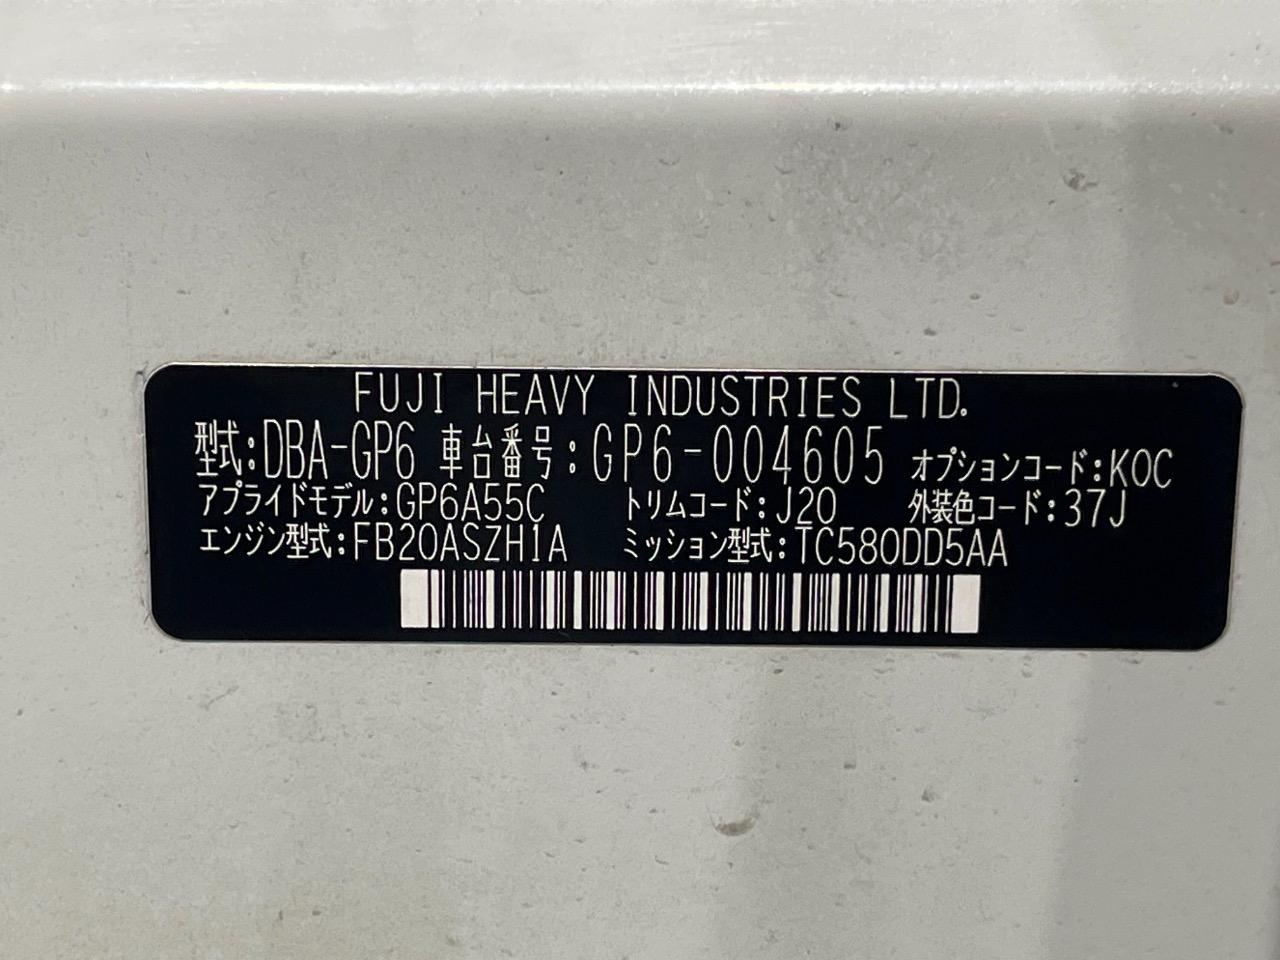 FUJI HEAVY INDUSTRIES LTD.
型式:DBA-GP6 車台番号:GP6-004605 オプションコード:K0C
アプライドモデル:GP6A55C トリムコード:J20 外装色コード:37J
エンジン型式:FB20ASZH1A ミッション型式:TC580DD5AA